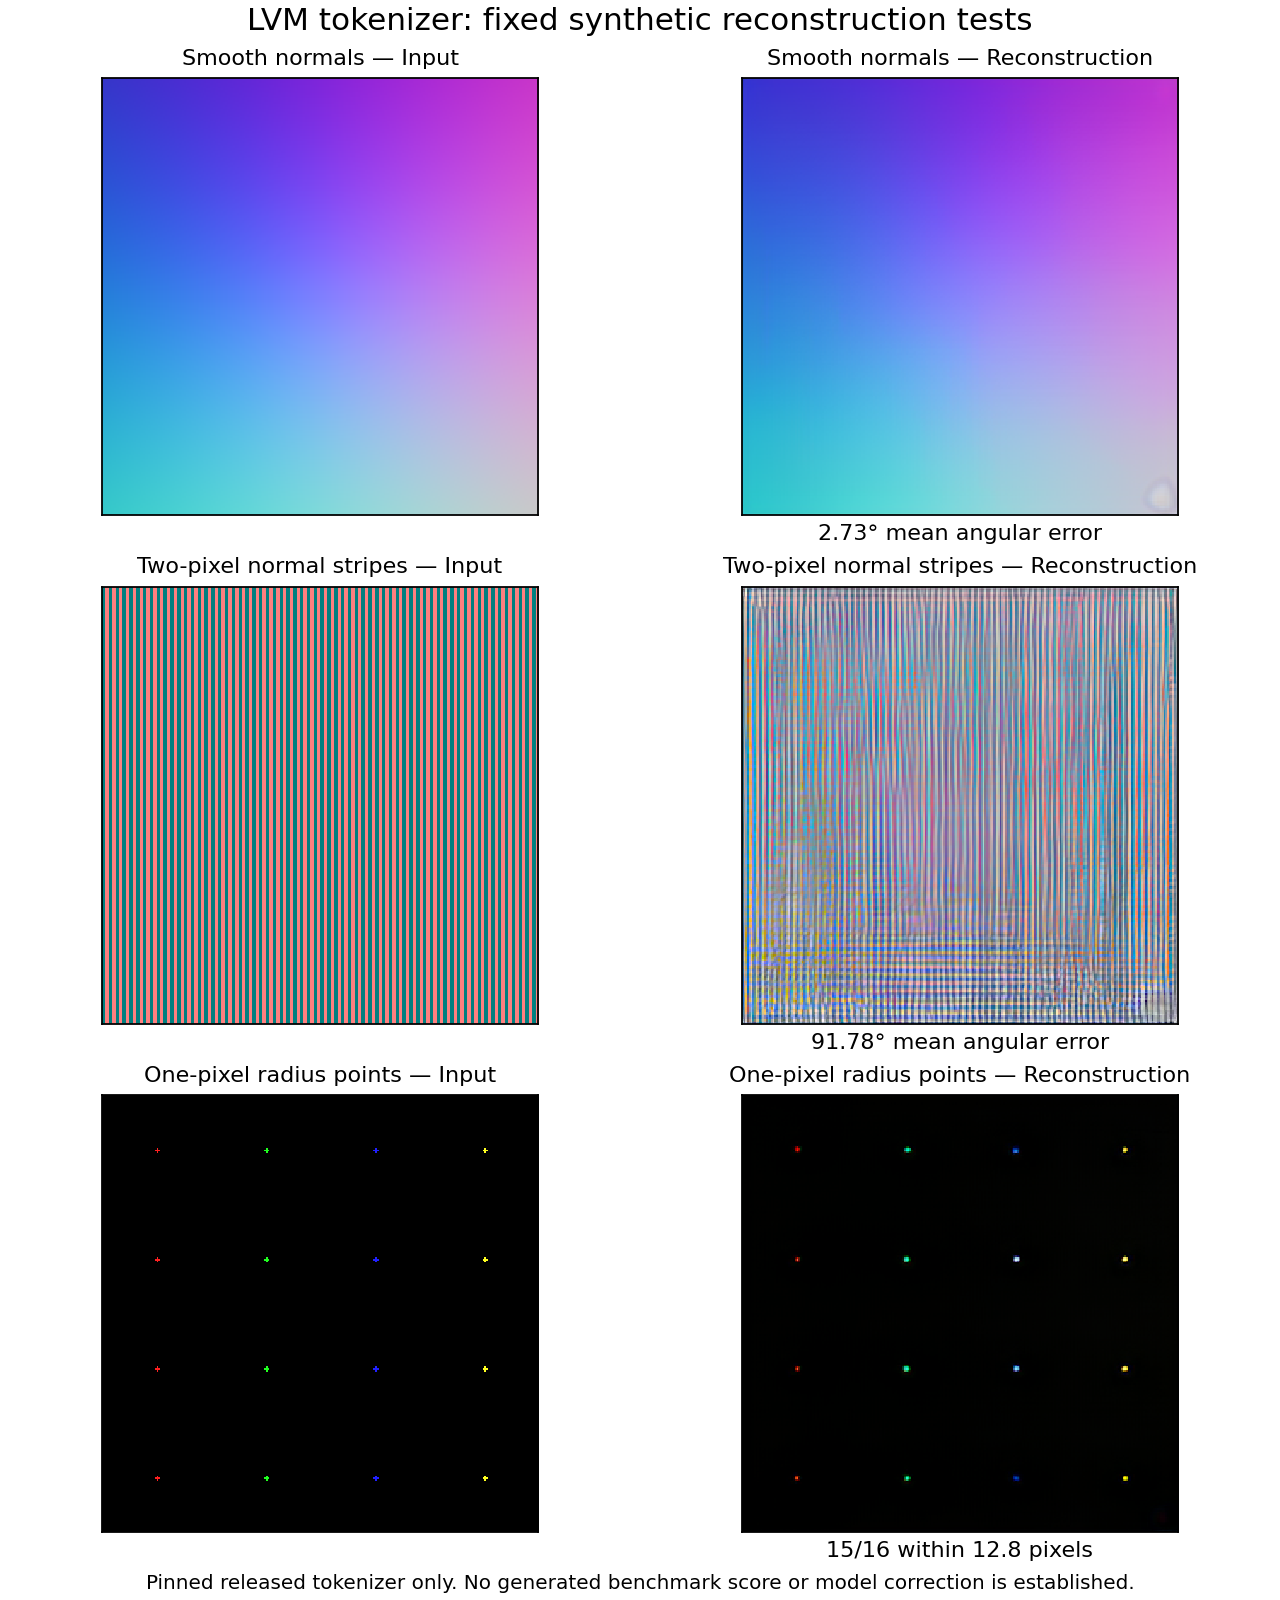 LVM tokenizer: fixed synthetic reconstruction tests
Smooth normals — Input
Smooth normals — Reconstruction
2.73° mean angular error
Two-pixel normal stripes — Input
Two-pixel normal stripes — Reconstruction
91.78° mean angular error
One-pixel radius points — Input
One-pixel radius points — Reconstruction
15/16 within 12.8 pixels
Pinned released tokenizer only. No generated benchmark score or model correction is established.